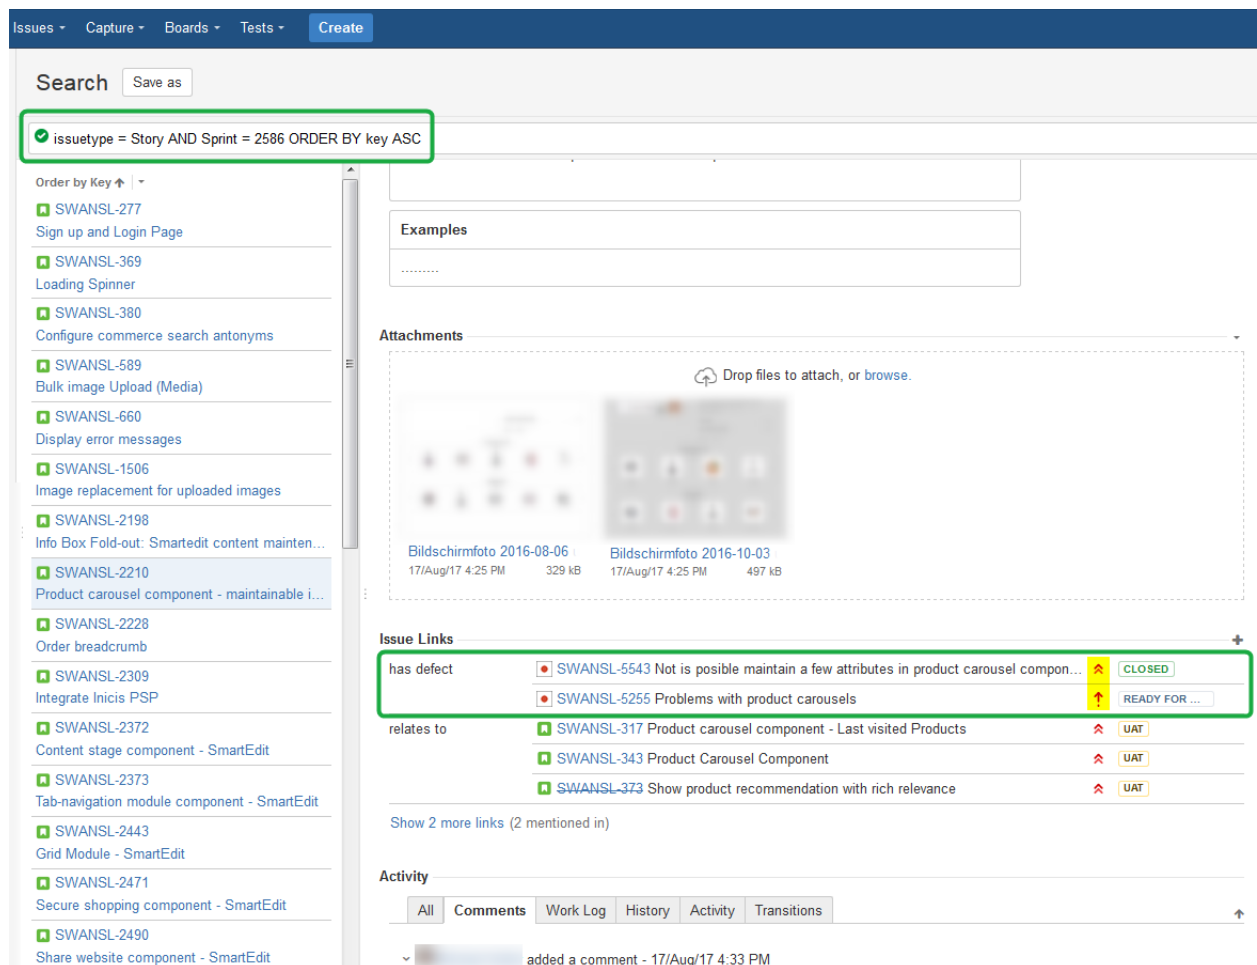 Issues Capture Boards Tests Create
Search Save as
issuetype = Story AND Sprint = 2586 ORDER BY key ASC
Order by Key
SWANSL-277
Sign up and Login Page
SWANSL-369
Loading Spinner
SWANSL-380
Configure commerce search antonyms
SWANSL-589
Bulk image Upload (Media)
SWANSL-660
Display error messages
SWANSL-1506
Image replacement for uploaded images
SWANSL-2198
Info Box Fold-out: Smartedit content mainten...
SWANSL-2210
Product carousel component - maintainable i...
SWANSL-2228
Order breadcrumb
SWANSL-2309
Integrate Inicis PSP
SWANSL-2372
Content stage component - SmartEdit
SWANSL-2373
Tab-navigation module component - SmartEdit
SWANSL-2443
Grid Module - SmartEdit
SWANSL-2471
Secure shopping component - SmartEdit
SWANSL-2490
Share website component - SmartEdit
Examples
.........
Attachments
Drop files to attach, or browse.
Bildschirmfoto 2016-08-06
17/Aug/17 4:25 PM 329 kB
Bildschirmfoto 2016-10-03
17/Aug/17 4:25 PM 497 kB
Issue Links
has defect SWANSL-5543 Not is posible maintain a few attributes in product carousel compon... CLOSED
SWANSL-5255 Problems with product carousels READY FOR ...
relates to SWANSL-317 Product carousel component - Last visited Products UAT
SWANSL-343 Product Carousel Component UAT
SWANSL-373 Show product recommendation with rich relevance UAT
Show 2 more links (2 mentioned in)
Activity
All Comments Work Log History Activity Transitions
added a comment - 17/Aug/17 4:33 PM